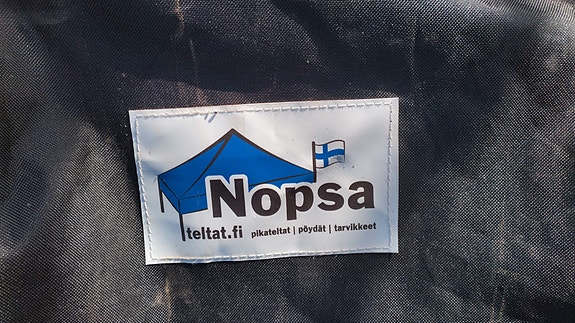 Nopsa
teltat.fi pikateltat | pöydät | tarvikkeet